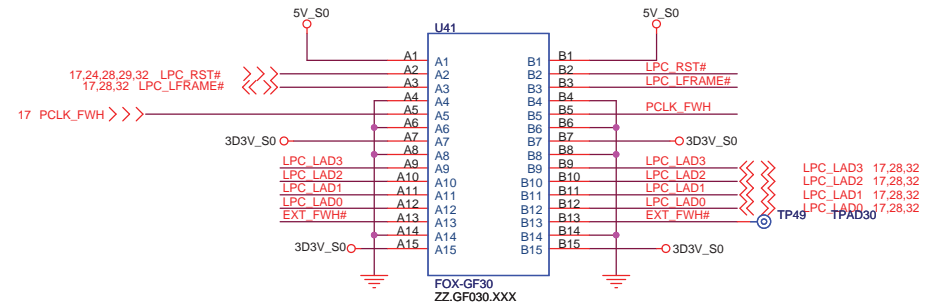 5V_S0 5V_S0
U41
A1 A1 B1 B1
17,24,28,29,32 LPC_RST# A2 A2 B2 B2 LPC_RST#
17,28,32 LPC_LFRAME# A3 A3 B3 B3 LPC_LFRAME#
A4 A4 B4 B4
17 PCLK_FWH A5 A5 B5 B5 PCLK_FWH
A6 A6 B6 B6
3D3V_S0 A7 A7 B7 B7 3D3V_S0
A8 A8 B8 B8
LPC_LAD3 A9 A9 B9 B9 LPC_LAD3 LPC_LAD3 17,28,32
LPC_LAD2 A10 A10 B10 B10 LPC_LAD2 LPC_LAD2 17,28,32
LPC_LAD1 A11 A11 B11 B11 LPC_LAD1 LPC_LAD1 17,28,32
LPC_LAD0 A12 A12 B12 B12 LPC_LAD0 LPC_LAD0 17,28,32
EXT_FWH# A13 A13 B13 B13 EXT_FWH# TP49 TPAD30
A14 A14 B14 B14
3D3V_S0 A15 A15 B15 B15 3D3V_S0
FOX-GF30
ZZ.GF030.XXX